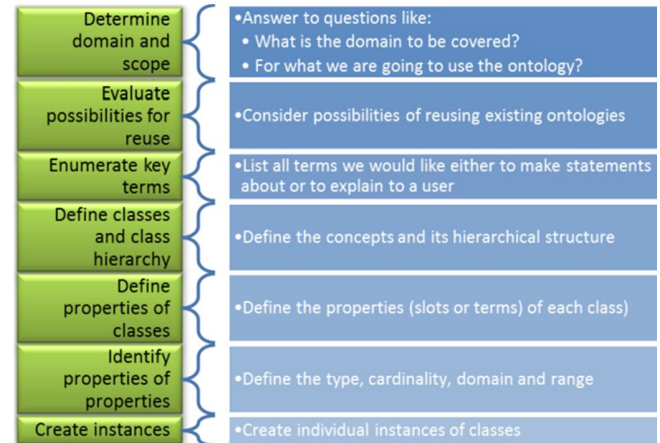 Determine
domain and
scope
•Answer to questions like:
• What is the domain to be covered?
• For what we are going to use the ontology?
Evaluate
possibilities for
reuse
•Consider possibilities of reusing existing ontologies
Enumerate key
terms
•List all terms we would like either to make statements
about or to explain to a user
Define classes
and class
hierarchy
•Define the concepts and its hierarchical structure
Define
properties of
classes
•Define the properties (slots or terms) of each class)
Identify
properties of
properties
•Define the type, cardinality, domain and range
Create instances
•Create individual instances of classes